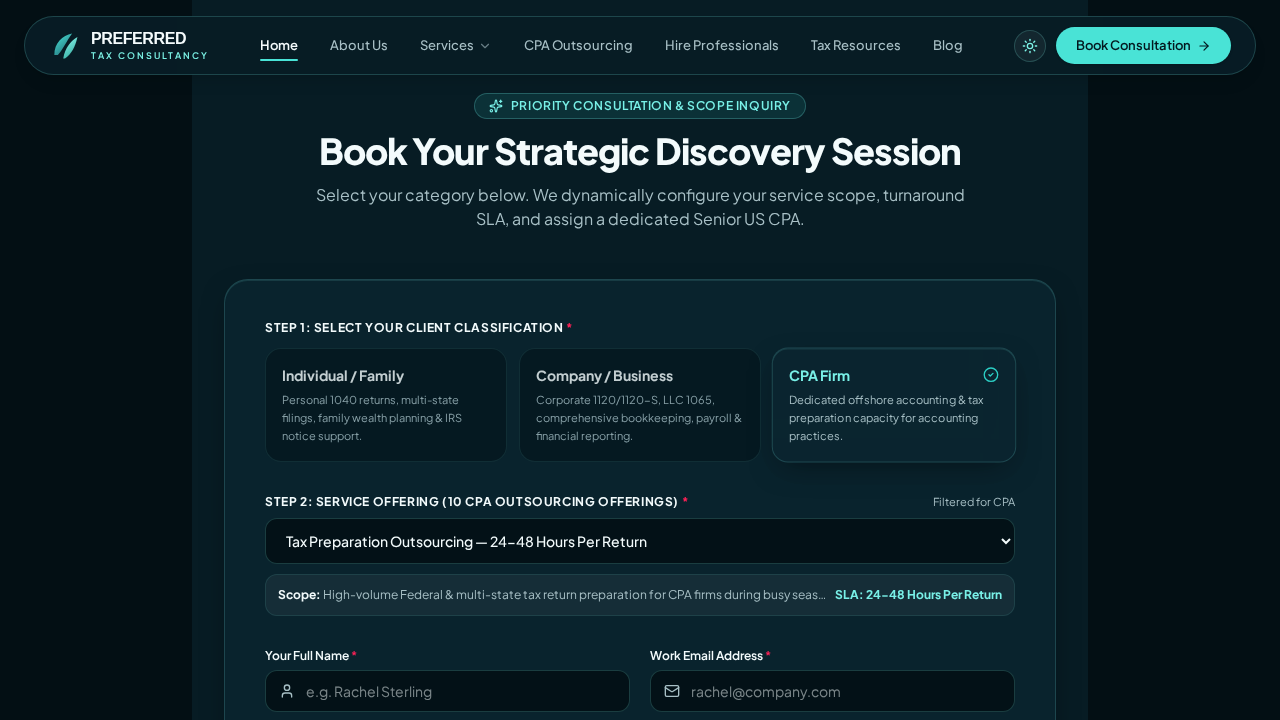 PREFERRED
TAX CONSULTANCY
Home
About Us
Services
CPA Outsourcing
Hire Professionals
Tax Resources
Blog
Book Consultation
PRIORITY CONSULTATION & SCOPE INQUIRY
Book Your Strategic Discovery Session
Select your category below. We dynamically configure your service scope, turnaround
SLA, and assign a dedicated Senior US CPA.
STEP 1: SELECT YOUR CLIENT CLASSIFICATION *
Individual / Family
Personal 1040 returns, multi-state
filings, family wealth planning & IRS
notice support.
Company / Business
Corporate 1120/1120-S, LLC 1065,
comprehensive bookkeeping, payroll &
financial reporting.
CPA Firm
Dedicated offshore accounting & tax
preparation capacity for accounting
practices.
STEP 2: SERVICE OFFERING (10 CPA OUTSOURCING OFFERINGS) *
Filtered for CPA
Tax Preparation Outsourcing — 24-48 Hours Per Return
Scope: High-volume Federal & multi-state tax return preparation for CPA firms during busy seas...
SLA: 24-48 Hours Per Return
Your Full Name *
Work Email Address *
e.g. Rachel Sterling
rachel@company.com